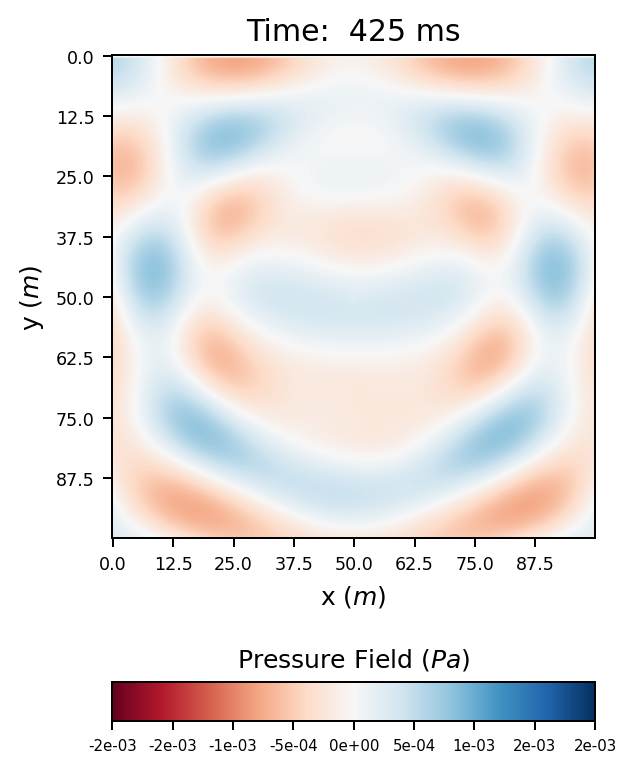 Time:  425 ms
0.0
12.5
25.0
37.5
50.0
62.5
75.0
87.5
y (m)
0.0 12.5 25.0 37.5 50.0 62.5 75.0 87.5
x (m)
Pressure Field (Pa)
-2e-03 -2e-03 -1e-03 -5e-04 0e+00 5e-04 1e-03 2e-03 2e-03